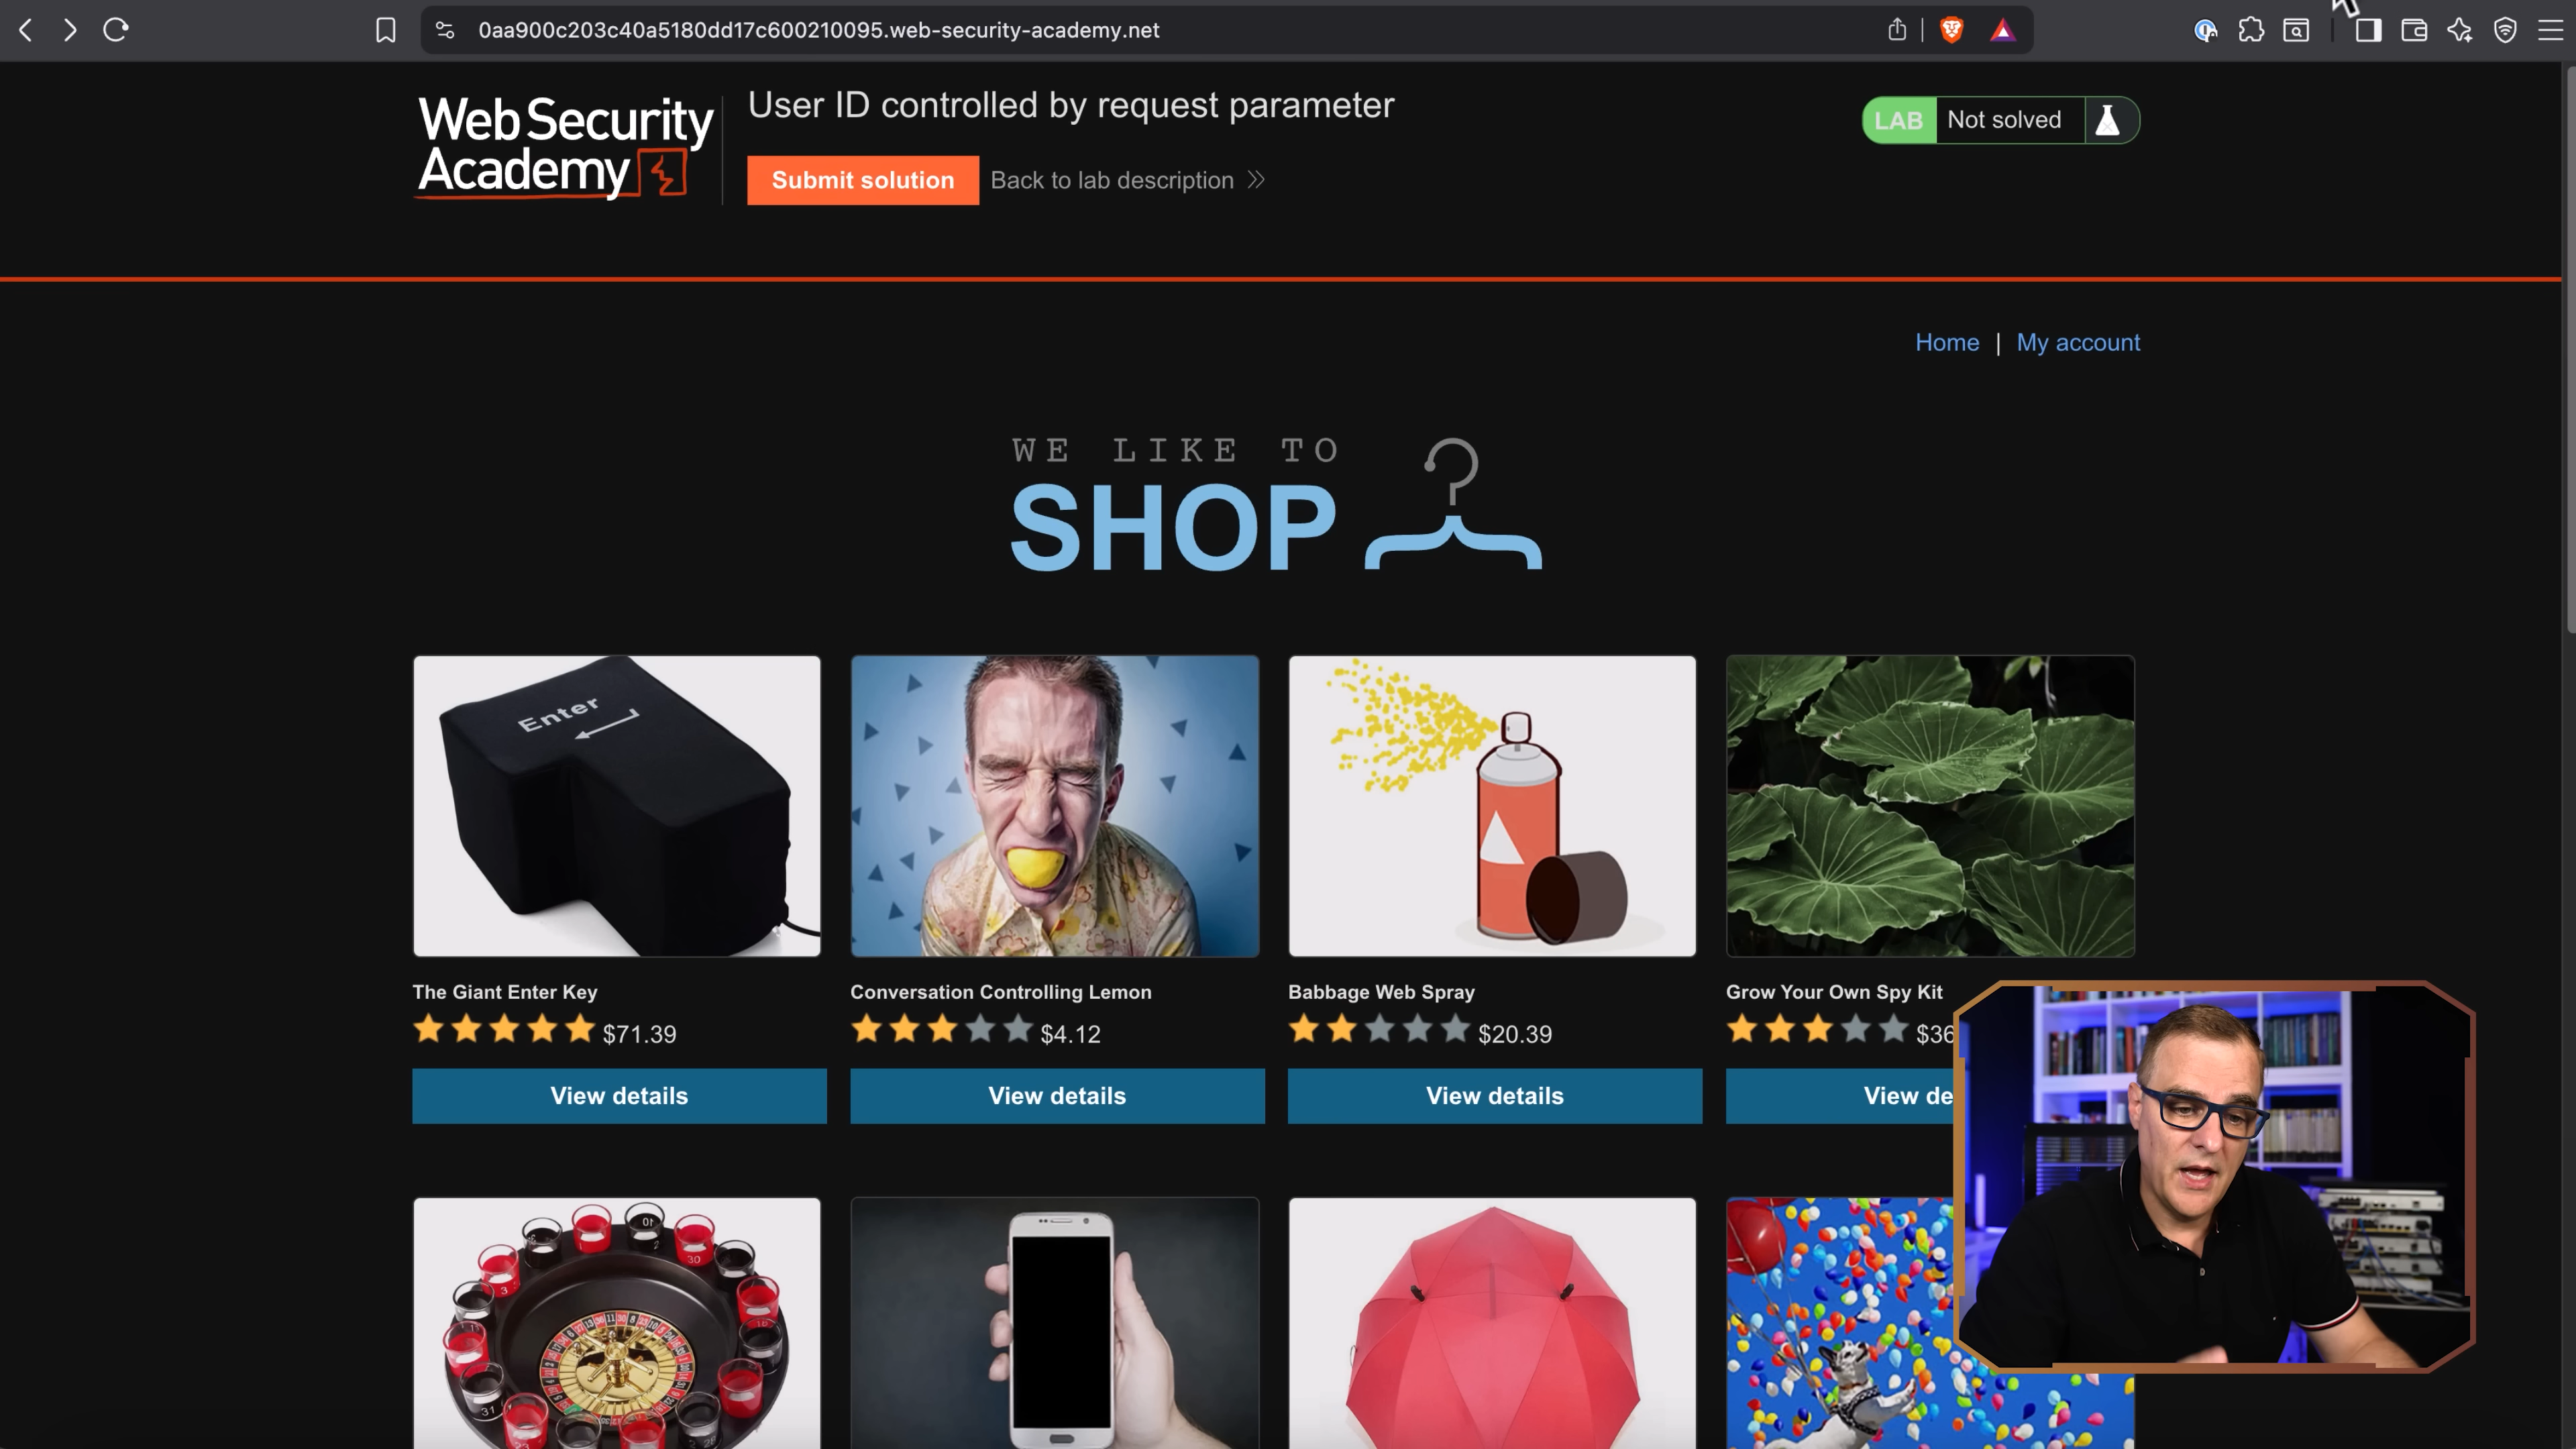 0aa900c203c40a5180dd17c600210095.web-security-academy.net
Web Security
Academy
User ID controlled by request parameter
Submit solution
Back to lab description
LAB
Not solved
Home | My account
WE LIKE TO
SHOP
Enter
The Giant Enter Key
$71.39
View details
Conversation Controlling Lemon
$4.12
View details
Babbage Web Spray
$20.39
View details
Grow Your Own Spy Kit
$36
View de